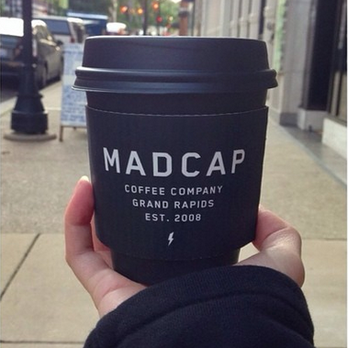 MADCAP
COFFEE COMPANY
GRAND RAPIDS
EST. 2008